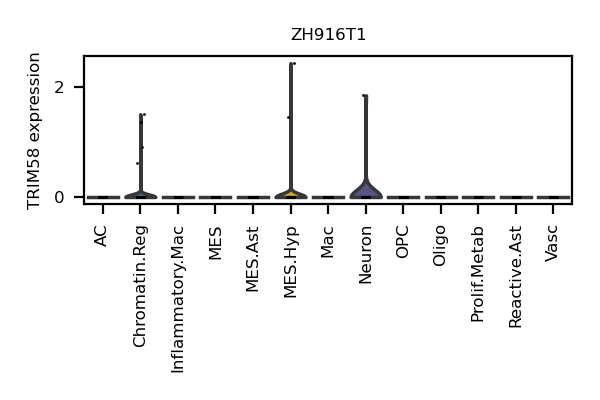 ZH916T1
TRIM58 expression
2
0
AC
Chromatin.Reg
Inflammatory.Mac
MES
MES.Ast
MES.Hyp
Mac
Neuron
OPC
Oligo
Prolif.Metab
Reactive.Ast
Vasc